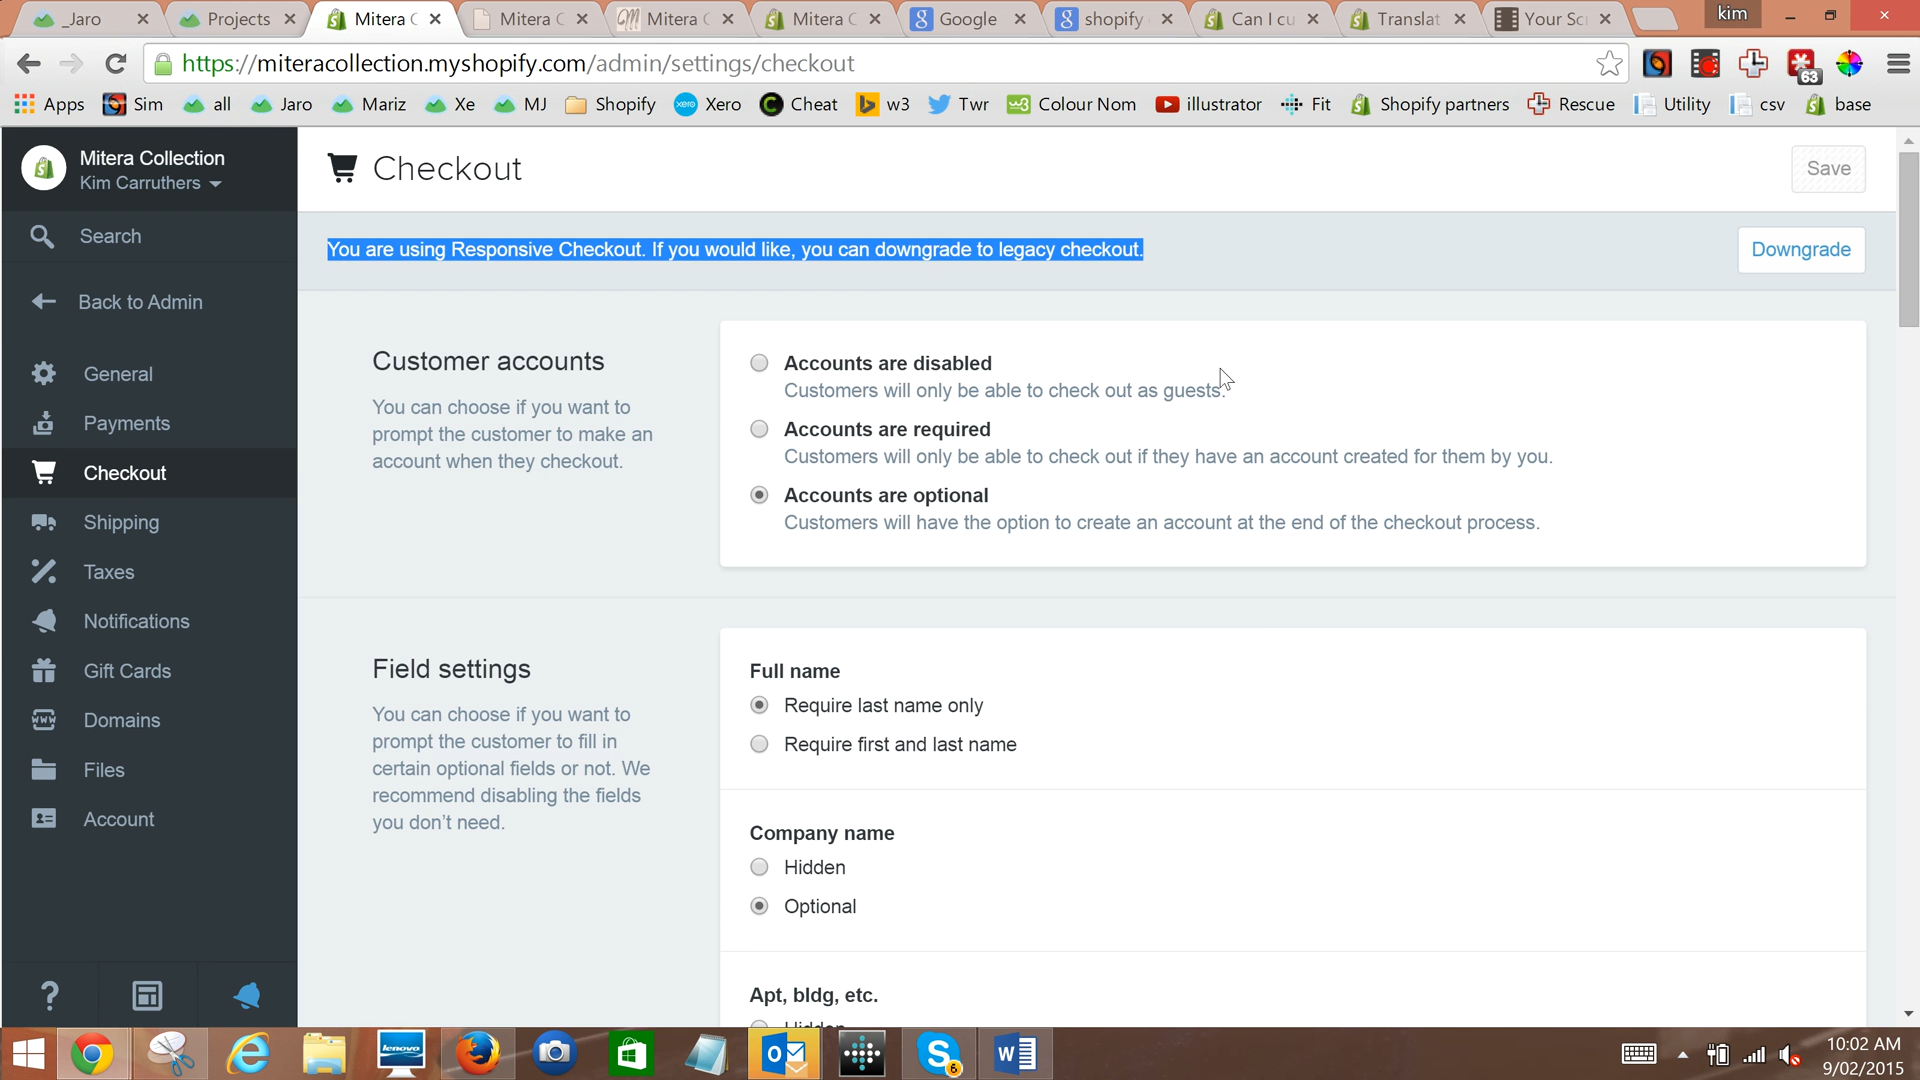 _Jaro
Projects
Mitera C
Mitera C
Mitera C
Mitera C
Google
shopify
Can I cu
Translat
Your Sc
kim
https://miteracollection.myshopify.com/admin/settings/checkout
63
Apps Sim all Jaro Mariz Xe MJ Shopify Xero Cheat w3 Twr Colour Nom illustrator Fit Shopify partners Rescue Utility csv base
Mitera Collection
Kim Carruthers
Search
Back to Admin
General
Payments
Checkout
Shipping
Taxes
Notifications
Gift Cards
Domains
Files
Account
Checkout
Save
You are using Responsive Checkout. If you would like, you can downgrade to legacy checkout.
Downgrade
Customer accounts
You can choose if you want to
prompt the customer to make an
account when they checkout.
Accounts are disabled
Customers will only be able to check out as guests.
Accounts are required
Customers will only be able to check out if they have an account created for them by you.
Accounts are optional
Customers will have the option to create an account at the end of the checkout process.
Field settings
You can choose if you want to
prompt the customer to fill in
certain optional fields or not. We
recommend disabling the fields
you don't need.
Full name
Require last name only
Require first and last name
Company name
Hidden
Optional
Apt, bldg, etc.
Hidden
lenovo
6
10:02 AM
9/02/2015